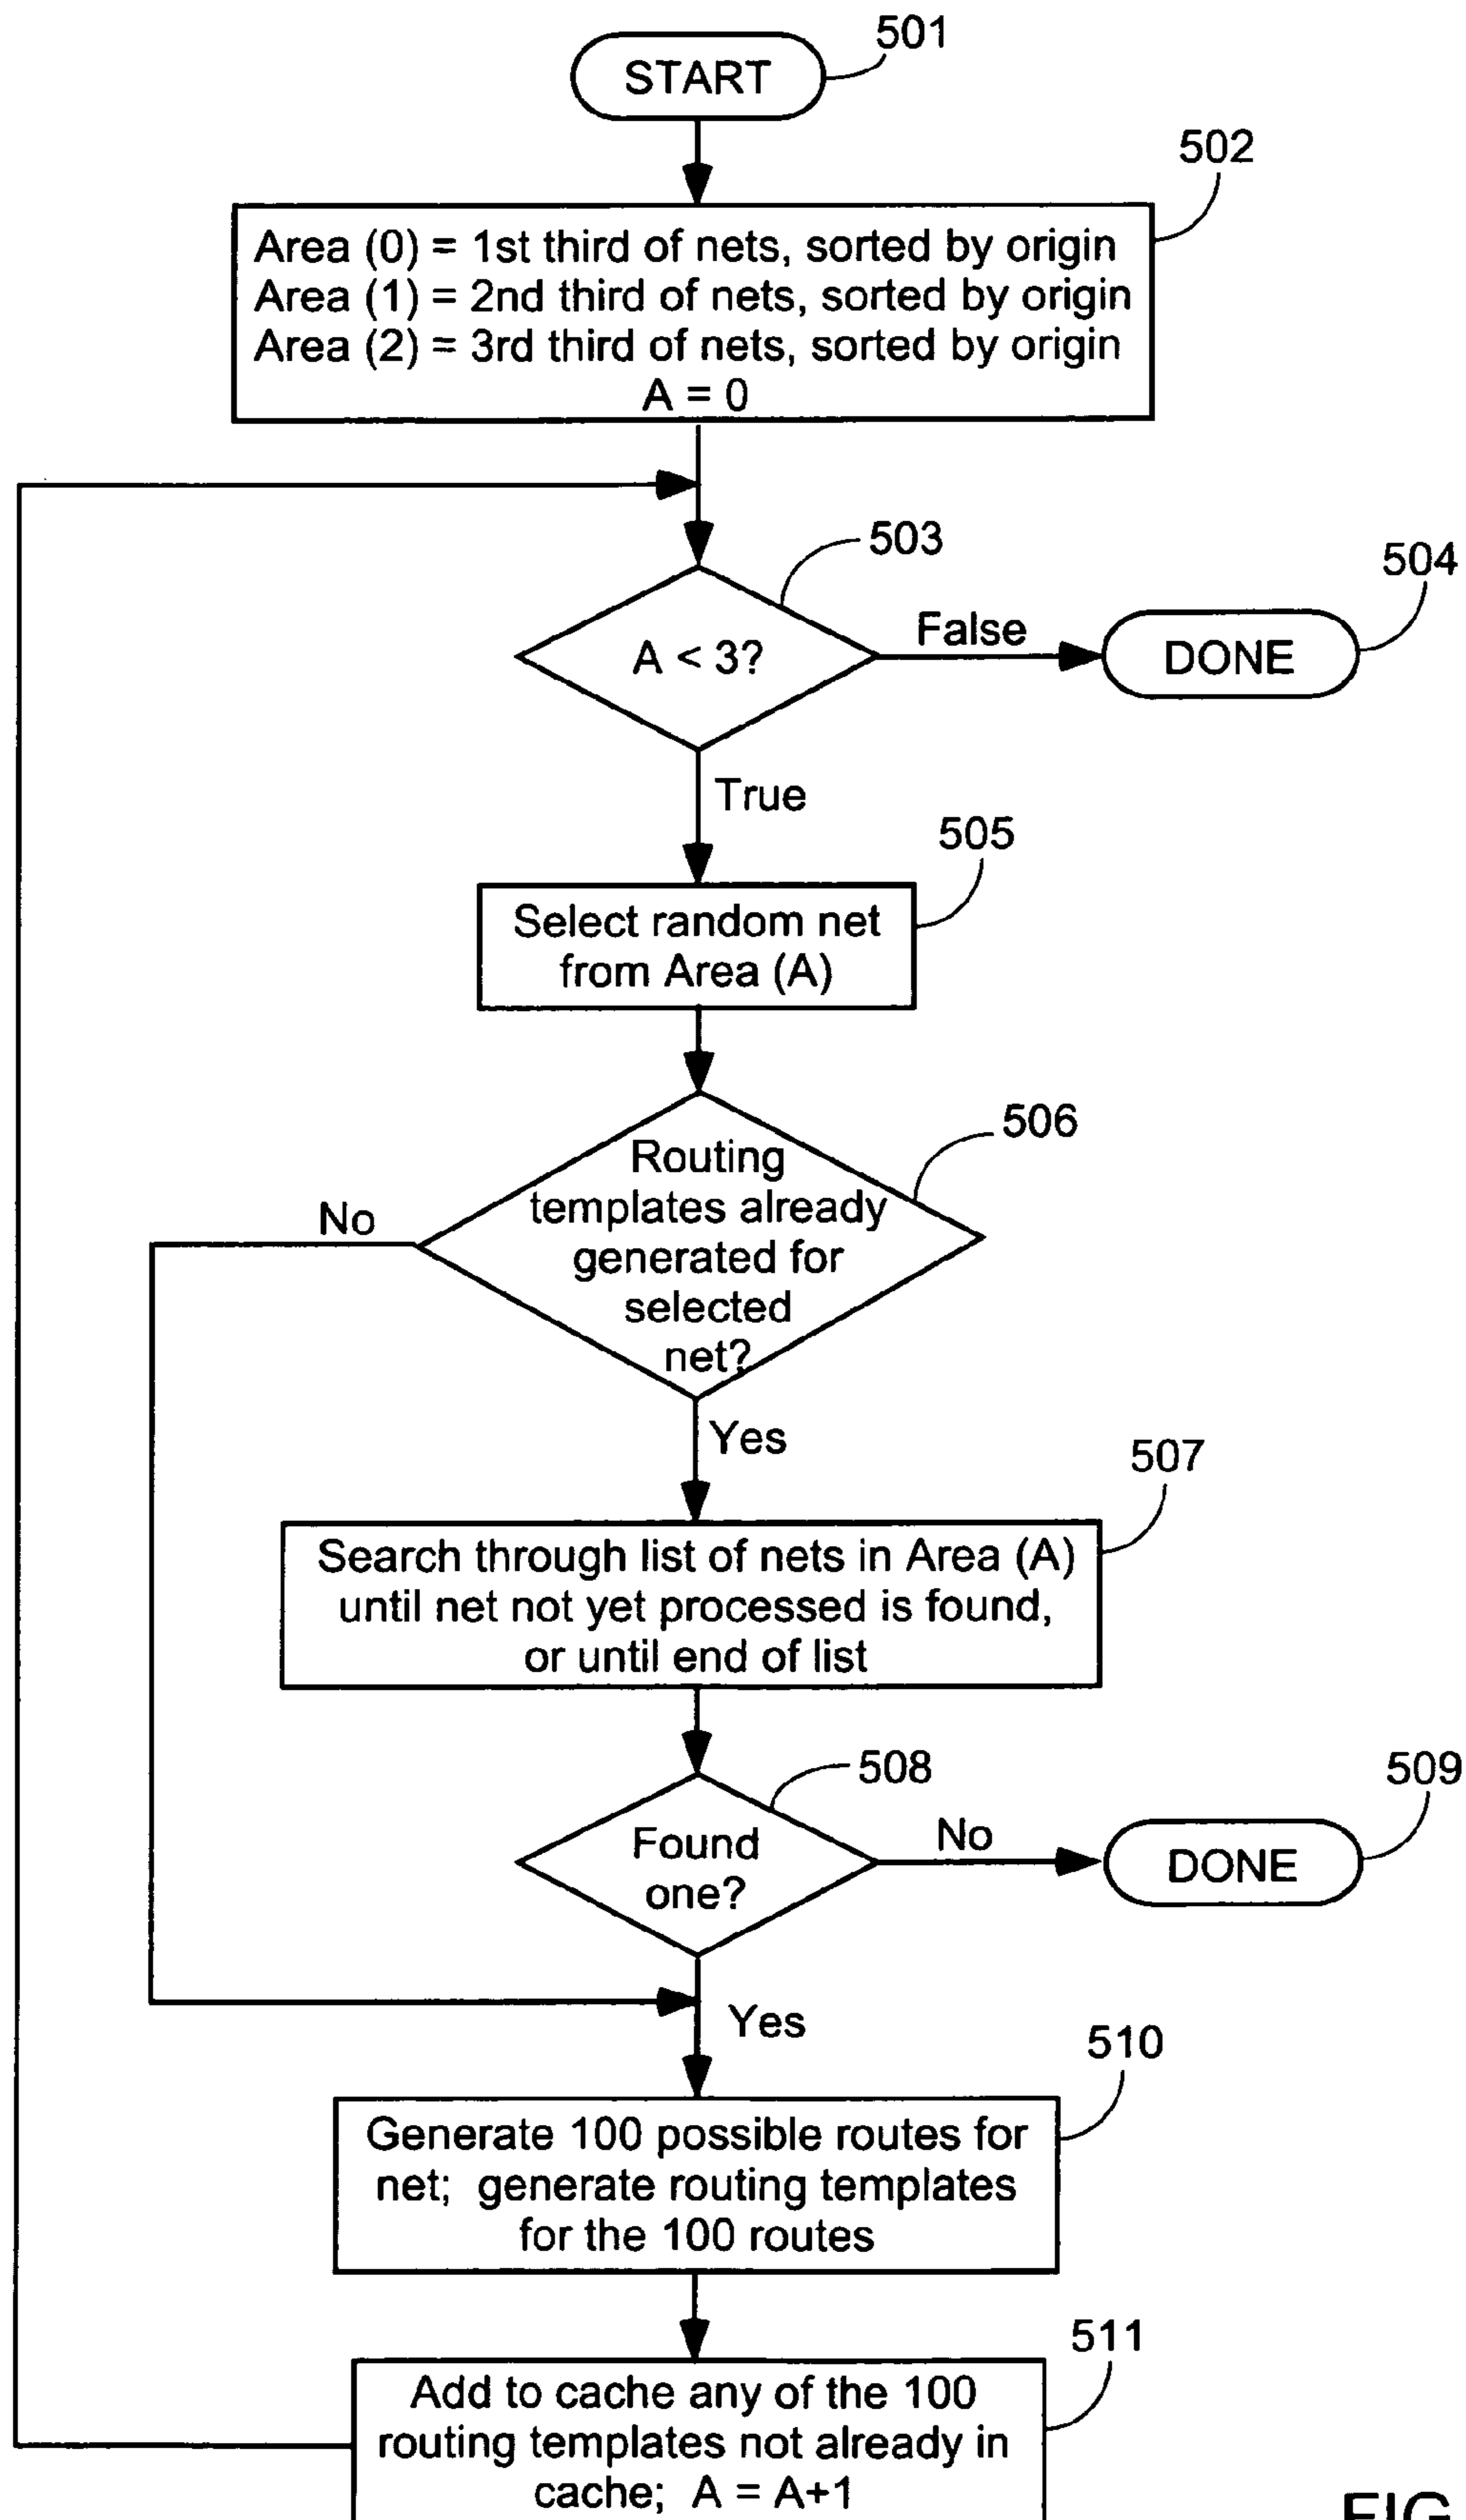 START
501
502
Area (0) = 1st third of nets, sorted by origin
Area (1) = 2nd third of nets, sorted by origin
Area (2) = 3rd third of nets, sorted by origin
A = 0
503
504
A < 3?
False
DONE
True
505
Select random net
from Area (A)
506
Routing
templates already
generated for
selected
net?
No
Yes
507
Search through list of nets in Area (A)
until net not yet processed is found,
or until end of list
508
509
Found
one?
No
DONE
Yes
510
Generate 100 possible routes for
net; generate routing templates
for the 100 routes
511
Add to cache any of the 100
routing templates not already in
cache; A = A+1
FIG